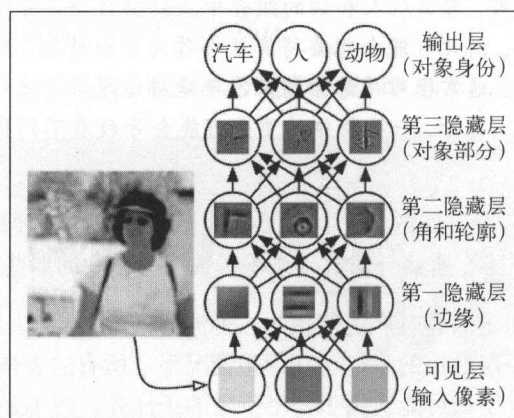 汽车 人 动物
输出层
(对象身份)
第三隐藏层
(对象部分)
第二隐藏层
(角和轮廓)
第一隐藏层
(边缘)
可见层
(输入像素)